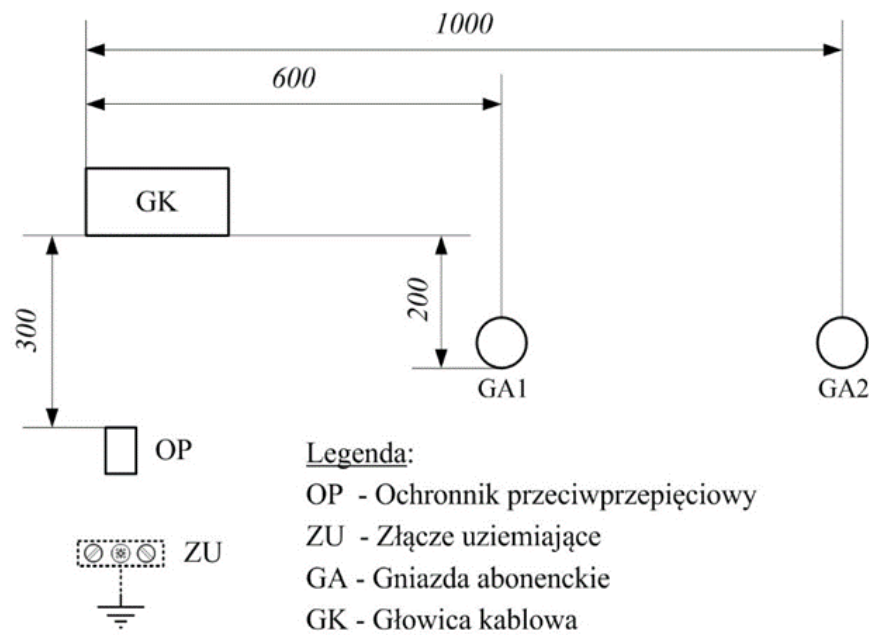 1000
600
GK
300
200
GA1
GA2
OP
ZU
Legenda:
OP - Ochronnik przeciwprzepięciowy
ZU - Złącze uziemiające
GA - Gniazda abonenckie
GK - Głowica kablowa